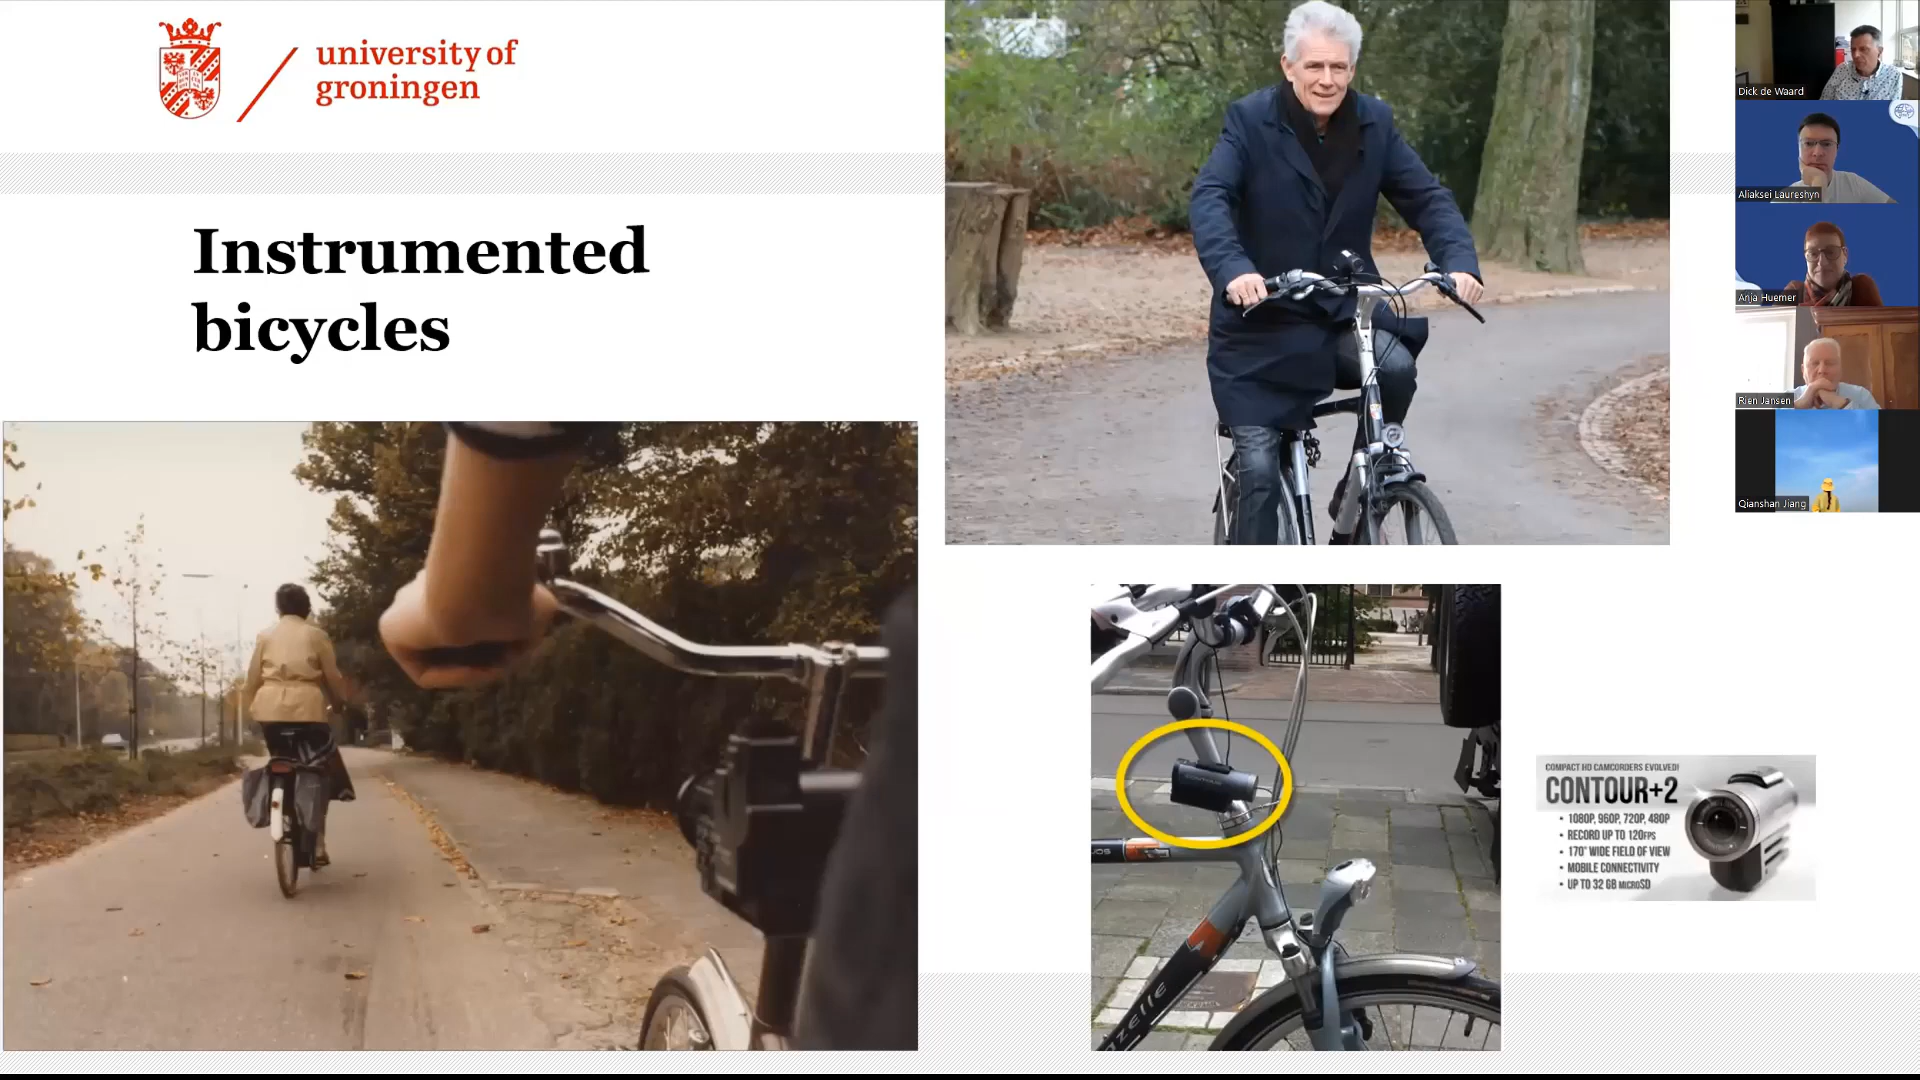 university of
groningen
Instrumented
bicycles
CONTOUR
COMPACT HD CAMCORDERS EVOLVED!
CONTOUR+2
• 1080P, 960P, 720P, 480P
• RECORD UP TO 120FPS
• 170° WIDE FIELD OF VIEW
• MOBILE CONNECTIVITY
• UP TO 32 GB MICROSD
Dick de Waard
Aliaksei Laureshyn
Anja Huemer
Rien Jansen
Qianshan Jiang